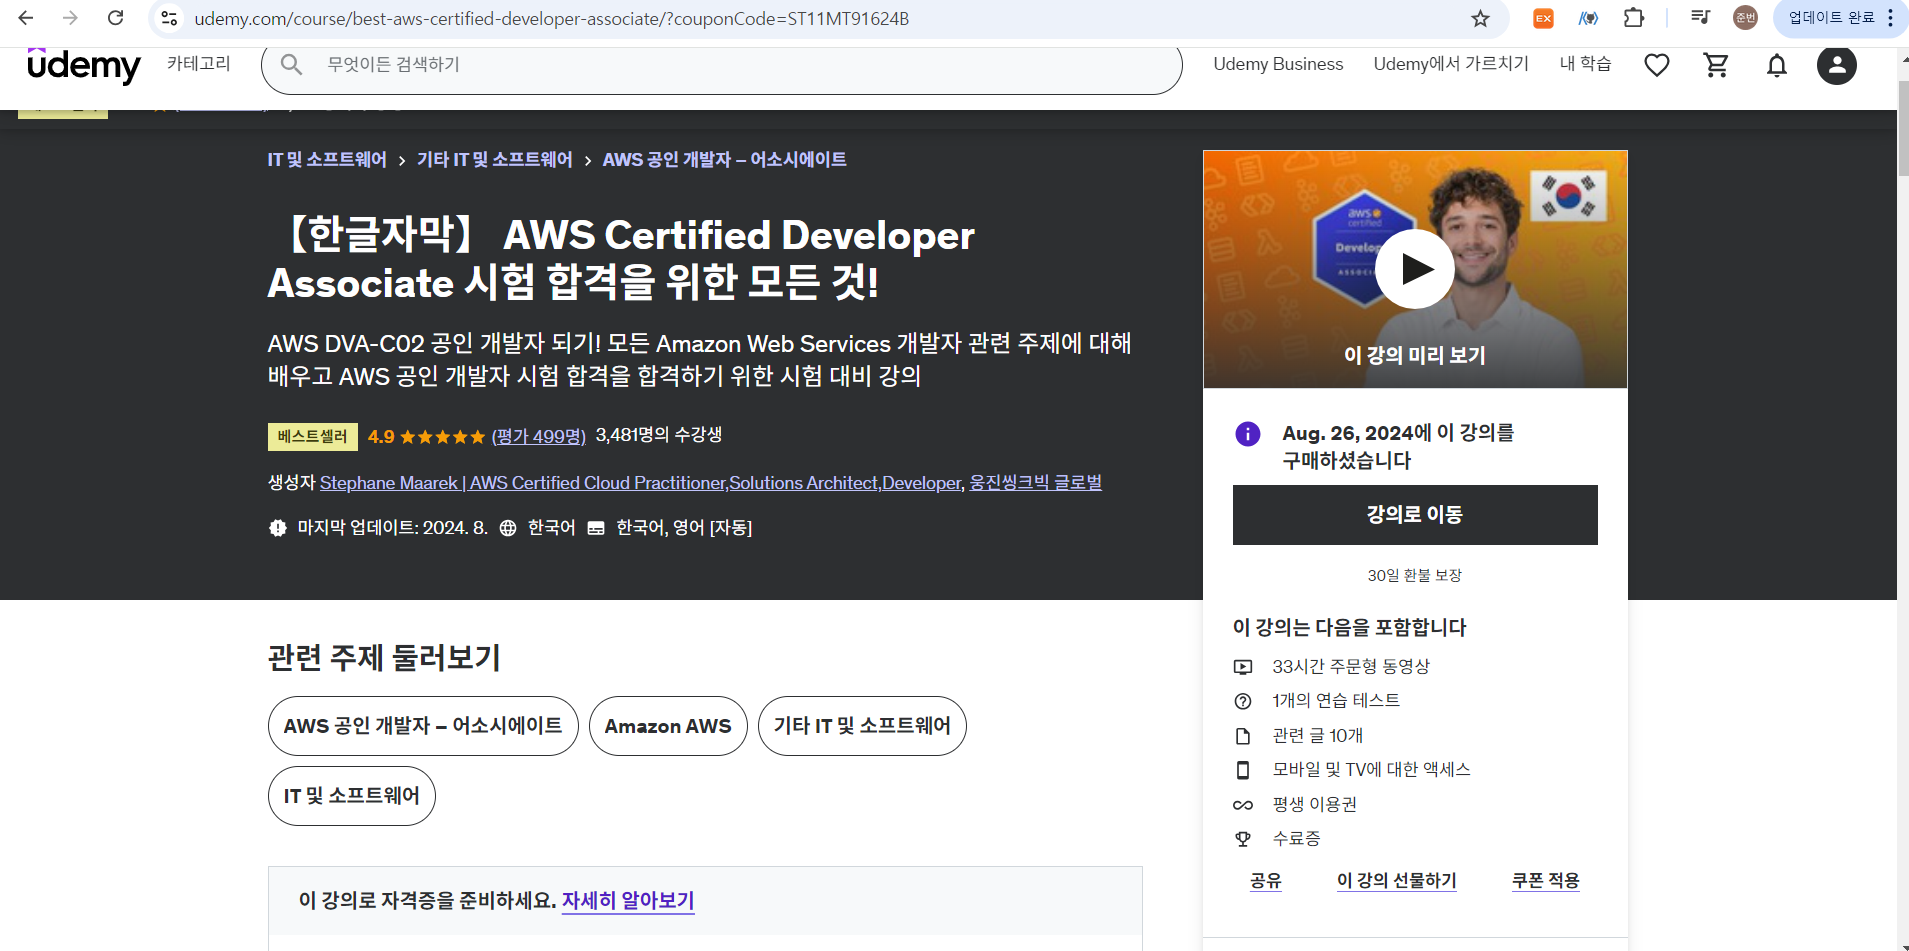 udemy.com/course/best-aws-certified-developer-associate/?couponCode=ST11MT91624B
EX
준번
업데이트 완료
udemy
카테고리
무엇이든 검색하기
Udemy Business
Udemy에서 가르치기
내 학습
IT 및 소프트웨어 > 기타 IT 및 소프트웨어 > AWS 공인 개발자 – 어소시에이트
【한글자막】 AWS Certified Developer
Associate 시험 합격을 위한 모든 것!
AWS DVA-C02 공인 개발자 되기! 모든 Amazon Web Services 개발자 관련 주제에 대해
배우고 AWS 공인 개발자 시험 합격을 합격하기 위한 시험 대비 강의
베스트셀러 4.9 (평가 499명) 3,481명의 수강생
생성자 Stephane Maarek | AWS Certified Cloud Practitioner,Solutions Architect,Developer, 웅진씽크빅 글로벌
마지막 업데이트: 2024. 8. 한국어 한국어, 영어 [자동]
aws
certified
이 강의 미리 보기
Aug. 26, 2024에 이 강의를
구매하셨습니다
강의로 이동
30일 환불 보장
이 강의는 다음을 포함합니다
33시간 주문형 동영상
1개의 연습 테스트
관련 글 10개
모바일 및 TV에 대한 액세스
평생 이용권
수료증
공유
이 강의 선물하기
쿠폰 적용
관련 주제 둘러보기
AWS 공인 개발자 – 어소시에이트
Amazon AWS
기타 IT 및 소프트웨어
IT 및 소프트웨어
이 강의로 자격증을 준비하세요. 자세히 알아보기